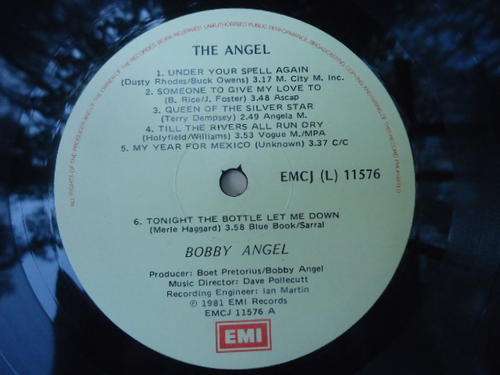 THE ANGEL
1. UNDER YOUR SPELL AGAIN
(Dusty Rhodes/Buck Owens) 3.17 M. City M. Inc.
2. SOMEONE TO GIVE MY LOVE TO
(B. Rice/J. Foster) 3.48 Ascap
3. QUEEN OF THE SILVER STAR
(Terry Dempsey) 2.49 Angela M.
4. TILL THE RIVERS ALL RUN DRY
(Holyfield/Williams) 3.53 Vogue M./MPA
5. MY YEAR FOR MEXICO (Unknown) 3.37 C/C
EMCJ (L) 11576
6. TONIGHT THE BOTTLE LET ME DOWN
(Merle Haggard) 3.58 Blue Book/Sarral
BOBBY ANGEL
Producer: Boet Pretorius/Bobby Angel
Music Director: Dave Pollecutt
Recording Engineer: Ian Martin
℗ 1981 EMI Records
EMCJ 11576 A
EMI